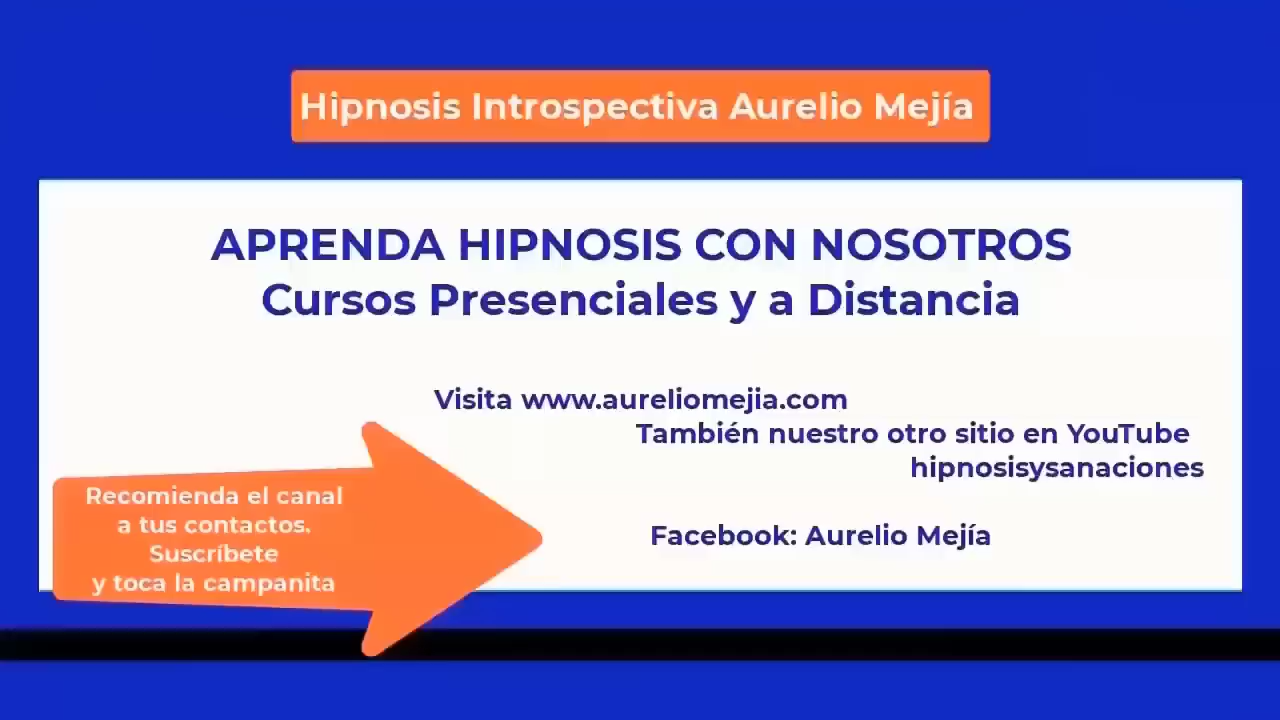 Hipnosis Introspectiva Aurelio Mejía
APRENDA HIPNOSIS CON NOSOTROS
Cursos Presenciales y a Distancia
Visita www.aureliomejia.com
También nuestro otro sitio en YouTube
hipnosisysanaciones
Facebook: Aurelio Mejía
Recomienda el canal
a tus contactos.
Suscríbete
y toca la campanita